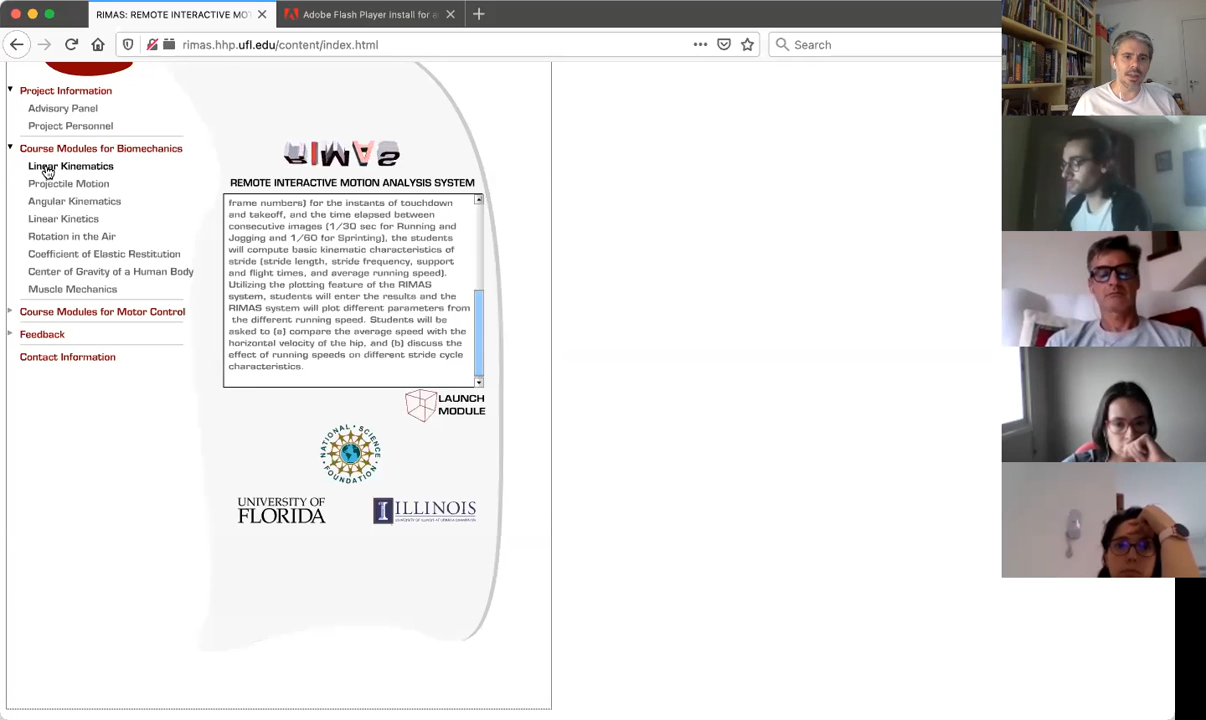 RIMAS: REMOTE INTERACTIVE MOT
Adobe Flash Player install for a
rimas.hhp.ufl.edu/content/index.html
Search
Project Information
Advisory Panel
Project Personnel
Course Modules for Biomechanics
Linear Kinematics
Projectile Motion
Angular Kinematics
Linear Kinetics
Rotation in the Air
Coefficient of Elastic Restitution
Center of Gravity of a Human Body
Muscle Mechanics
Course Modules for Motor Control
Feedback
Contact Information
RIMAS
REMOTE INTERACTIVE MOTION ANALYSIS SYSTEM
frame numbers) for the instants of touchdown
and takeoff, and the time elapsed between
consecutive images (1/30 sec for Running and
Jogging and 1/60 for Sprinting), the students
will compute basic kinematic characteristics of
stride (stride length, stride frequency, support
and flight times, and average running speed).
Utilizing the plotting feature of the RIMAS
system, students will enter the results and the
RIMAS system will plot different parameters from
the different running speed. Students will be
asked to (a) compare the average speed with the
horizontal velocity of the hip, and (b) discuss the
effect of running speeds on different stride cycle
characteristics.
LAUNCH
MODULE
NATIONAL SCIENCE
FOUNDATION
UNIVERSITY OF
FLORIDA
ILLINOIS